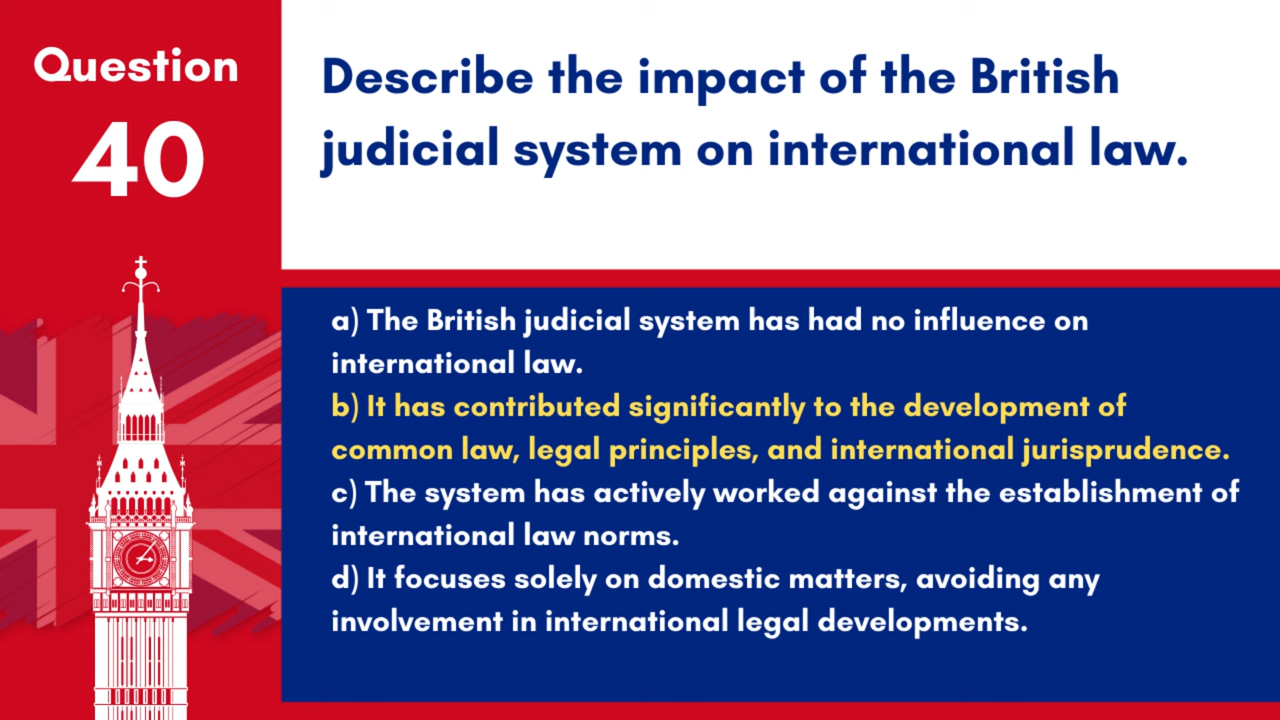 Question
40
Describe the impact of the British
judicial system on international law.
a) The British judicial system has had no influence on
international law.
b) It has contributed significantly to the development of
common law, legal principles, and international jurisprudence.
c) The system has actively worked against the establishment of
international law norms.
d) It focuses solely on domestic matters, avoiding any
involvement in international legal developments.